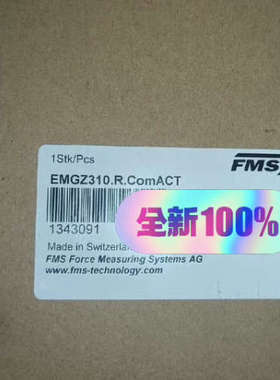 1Stk/Pcs
FMS
EMGZ310.R.ComACT
全新100%
1343091
Made in Switzerla
FMS Force Measuring Systems AG
www.fms-technology.com